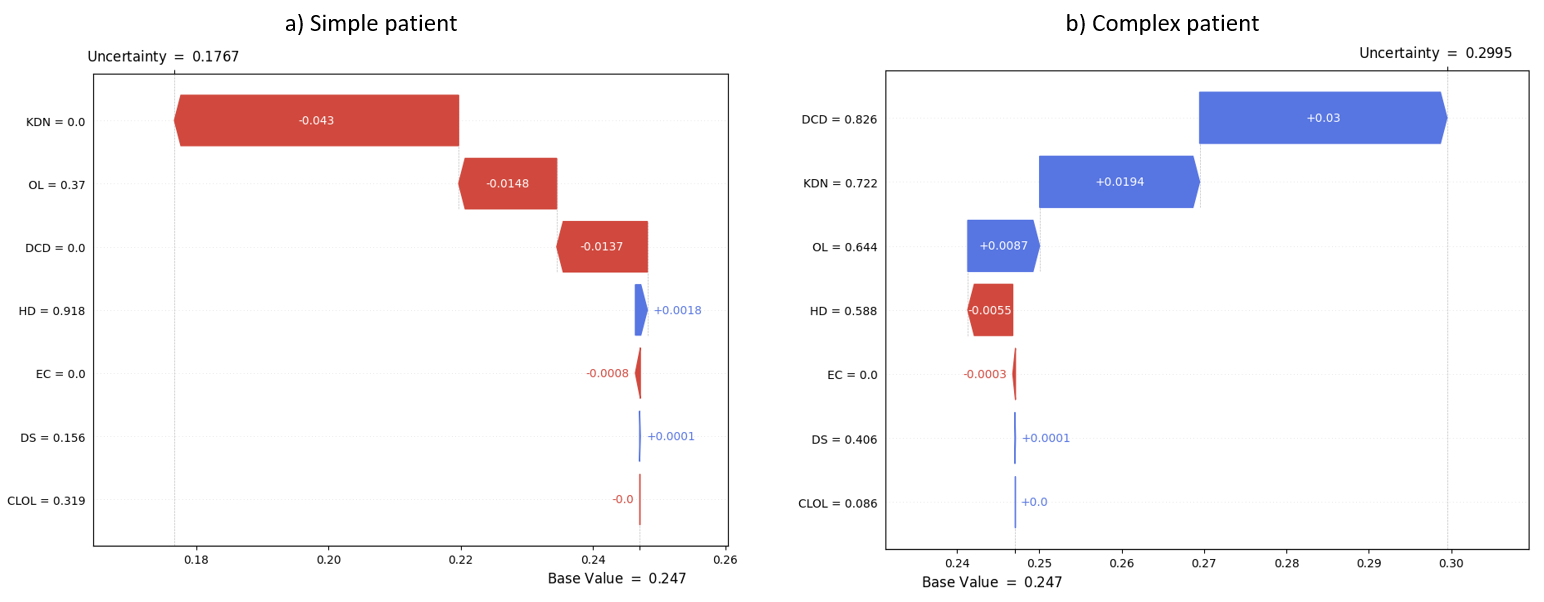 a) Simple patient
Uncertainty = 0.1767
KDN = 0.0
-0.043
OL = 0.37
-0.0148
DCD = 0.0
-0.0137
HD = 0.918
+0.0018
EC = 0.0
-0.0008
DS = 0.156
+0.0001
CLOL = 0.319
-0.0
0.18 0.20 0.22 0.24 0.26
Base Value = 0.247
b) Complex patient
Uncertainty = 0.2995
DCD = 0.826
+0.03
KDN = 0.722
+0.0194
OL = 0.644
+0.0087
HD = 0.588
-0.0055
EC = 0.0
-0.0003
DS = 0.406
+0.0001
CLOL = 0.086
+0.0
0.24 0.25 0.26 0.27 0.28 0.29 0.30
Base Value = 0.247